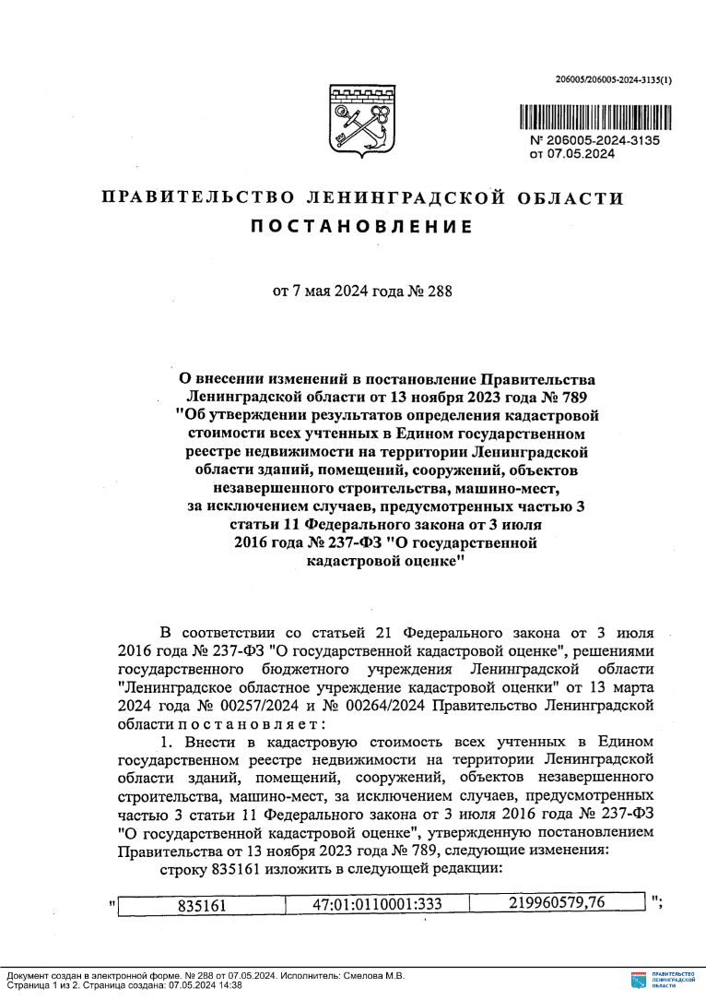 206005/206005-2024-3135(1)
№ 206005-2024-3135
от 07.05.2024
ПРАВИТЕЛЬСТВО ЛЕНИНГРАДСКОЙ ОБЛАСТИ
ПОСТАНОВЛЕНИЕ
от 7 мая 2024 года № 288
О внесении изменений в постановление Правительства
Ленинградской области от 13 ноября 2023 года № 789
"Об утверждении результатов определения кадастровой
стоимости всех учтенных в Едином государственном
реестре недвижимости на территории Ленинградской
области зданий, помещений, сооружений, объектов
незавершенного строительства, машино-мест,
за исключением случаев, предусмотренных частью 3
статьи 11 Федерального закона от 3 июля
2016 года № 237-ФЗ "О государственной
кадастровой оценке"
В соответствии со статьей 21 Федерального закона от 3 июля
2016 года № 237-ФЗ "О государственной кадастровой оценке", решениями
государственного бюджетного учреждения Ленинградской области
"Ленинградское областное учреждение кадастровой оценки" от 13 марта
2024 года № 00257/2024 и № 00264/2024 Правительство Ленинградской
области п о с т а н о в л я е т :
1. Внести в кадастровую стоимость всех учтенных в Едином
государственном реестре недвижимости на территории Ленинградской
области зданий, помещений, сооружений, объектов незавершенного
строительства, машино-мест, за исключением случаев, предусмотренных
частью 3 статьи 11 Федерального закона от 3 июля 2016 года № 237-ФЗ
"О государственной кадастровой оценке", утвержденную постановлением
Правительства от 13 ноября 2023 года № 789, следующие изменения:
строку 835161 изложить в следующей редакции:
" 835161 47:01:0110001:333 219960579,76 ";
Документ создан в электронной форме. № 288 от 07.05.2024. Исполнитель: Смелова М.В.
Страница 1 из 2. Страница создана: 07.05.2024 14:38
ПРАВИТЕЛЬСТВО
ЛЕНИНГРАДСКОЙ
ОБЛАСТИ